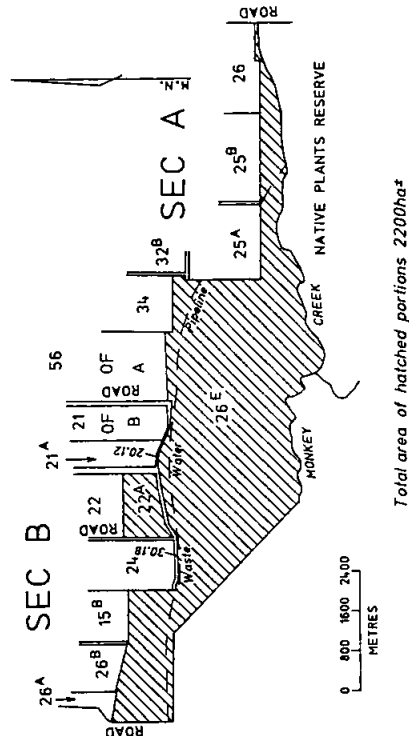 SEC B
SEC A
M.N.
26ᴬ
26ᴮ
15ᴮ
24
22
22ᴬ
21ᴬ
21
OF
B
56
OF
A
34
32ᴮ
25ᴬ
25ᴮ
26
ROAD
ROAD
ROAD
ROAD
30.18
20.12
Waste
Water
Pipeline
26ᴱ
MONKEY
CREEK
NATIVE PLANTS RESERVE
0 800 1600 2400
METRES
Total area of hatched portions 2200ha±